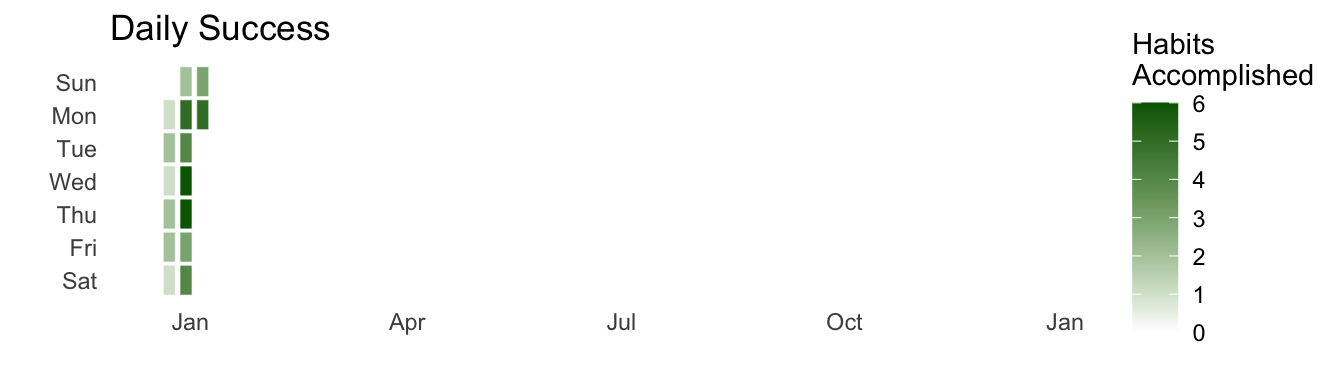 Daily Success
Sun
Mon
Tue
Wed
Thu
Fri
Sat
Jan Apr Jul Oct Jan
Habits
Accomplished
6
5
4
3
2
1
0